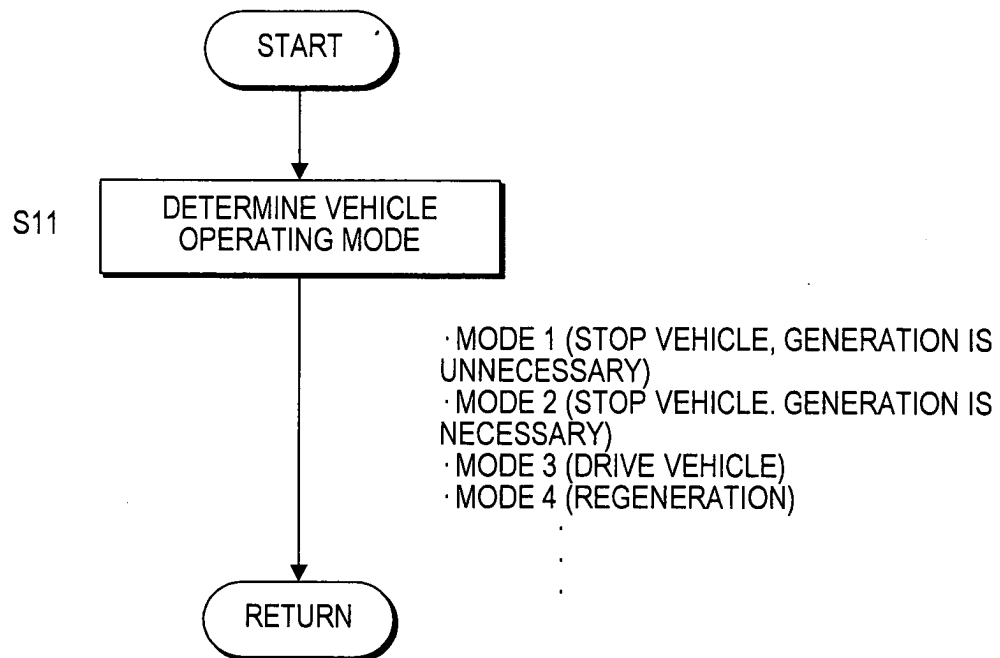 START
S11
DETERMINE VEHICLE
OPERATING MODE
· MODE 1 (STOP VEHICLE, GENERATION IS
UNNECESSARY)
· MODE 2 (STOP VEHICLE. GENERATION IS
NECESSARY)
· MODE 3 (DRIVE VEHICLE)
· MODE 4 (REGENERATION)
·
·
·
RETURN